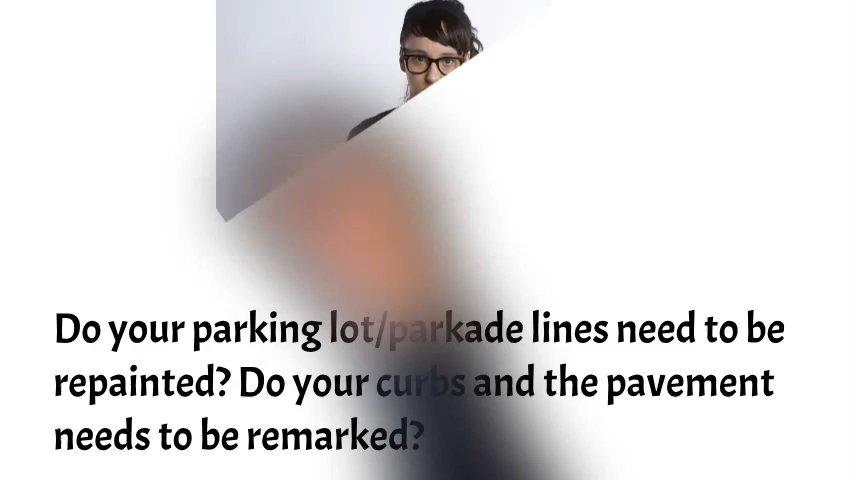 Do your parking lot/parkade lines need to be
repainted? Do your curbs and the pavement
needs to be remarked?